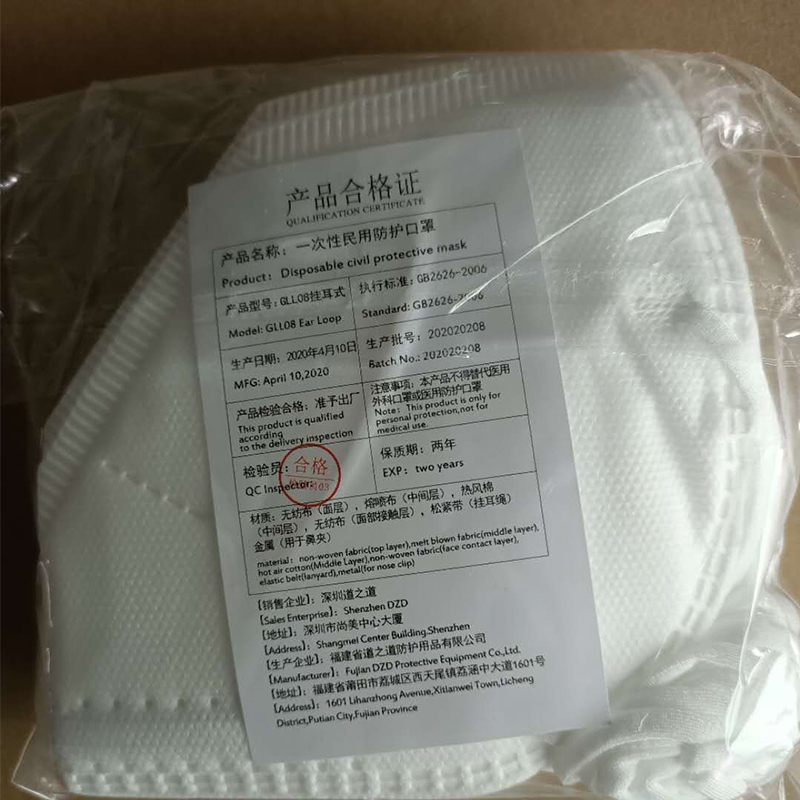 产品合格证
QUALIFICATION CERTIFICATE
产品名称：一次性民用防护口罩
Product：Disposable civil protective mask
产品型号：GLL08挂耳式
Model: GLL08 Ear Loop
执行标准：GB2626-2006
Standard: GB2626-2006
生产日期：2020年4月10日
MFG: April 10,2020
生产批号：202020208
Batch No.: 202020208
产品检验合格：准予出厂
This product is qualified
according
to the delivery inspection
注意事项：本产品不得替代医用
外科口罩或医用防护口罩
Note：This product is only for
personal protection,not for
medical use.
检验员：
QC Inspector:
合格
保质期：两年
EXP：two years
材质：无纺布（面层），熔喷布（中间层），热风棉
（中间层），无纺布（面部接触层），松紧带（挂耳绳）
金属（用于鼻夹）
material：non-woven fabric(top layer),melt blown fabric(middle layer),
hot air cotton(Middle Layer),non-woven fabric(face contact layer),
elastic belt(lanyard),metal(for nose clip)
【销售企业】：深圳道之道
【Sales Enterprise】：Shenzhen DZD
【地址】：深圳市尚美中心大厦
【Address】：Shangmei Center Building.Shenzhen
【生产企业】：福建省道之道防护用品有限公司
【Manufacturer】：Fujian DZD Protective Equipment Co.,Ltd.
【地址】：福建省莆田市荔城区西天尾镇荔涵中大道1601号
【Address】：1601 Lihanzhong Avenue,Xitianwei Town,Licheng
District,Putian City,Fujian Province